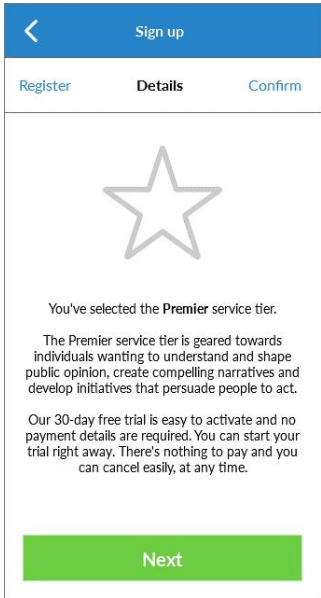 Sign up
Register Details Confirm
You've selected the Premier service tier.
The Premier service tier is geared towards
individuals wanting to understand and shape
public opinion, create compelling narratives and
develop initiatives that persuade people to act.
Our 30-day free trial is easy to activate and no
payment details are required. You can start your
trial right away. There's nothing to pay and you
can cancel easily, at any time.
Next